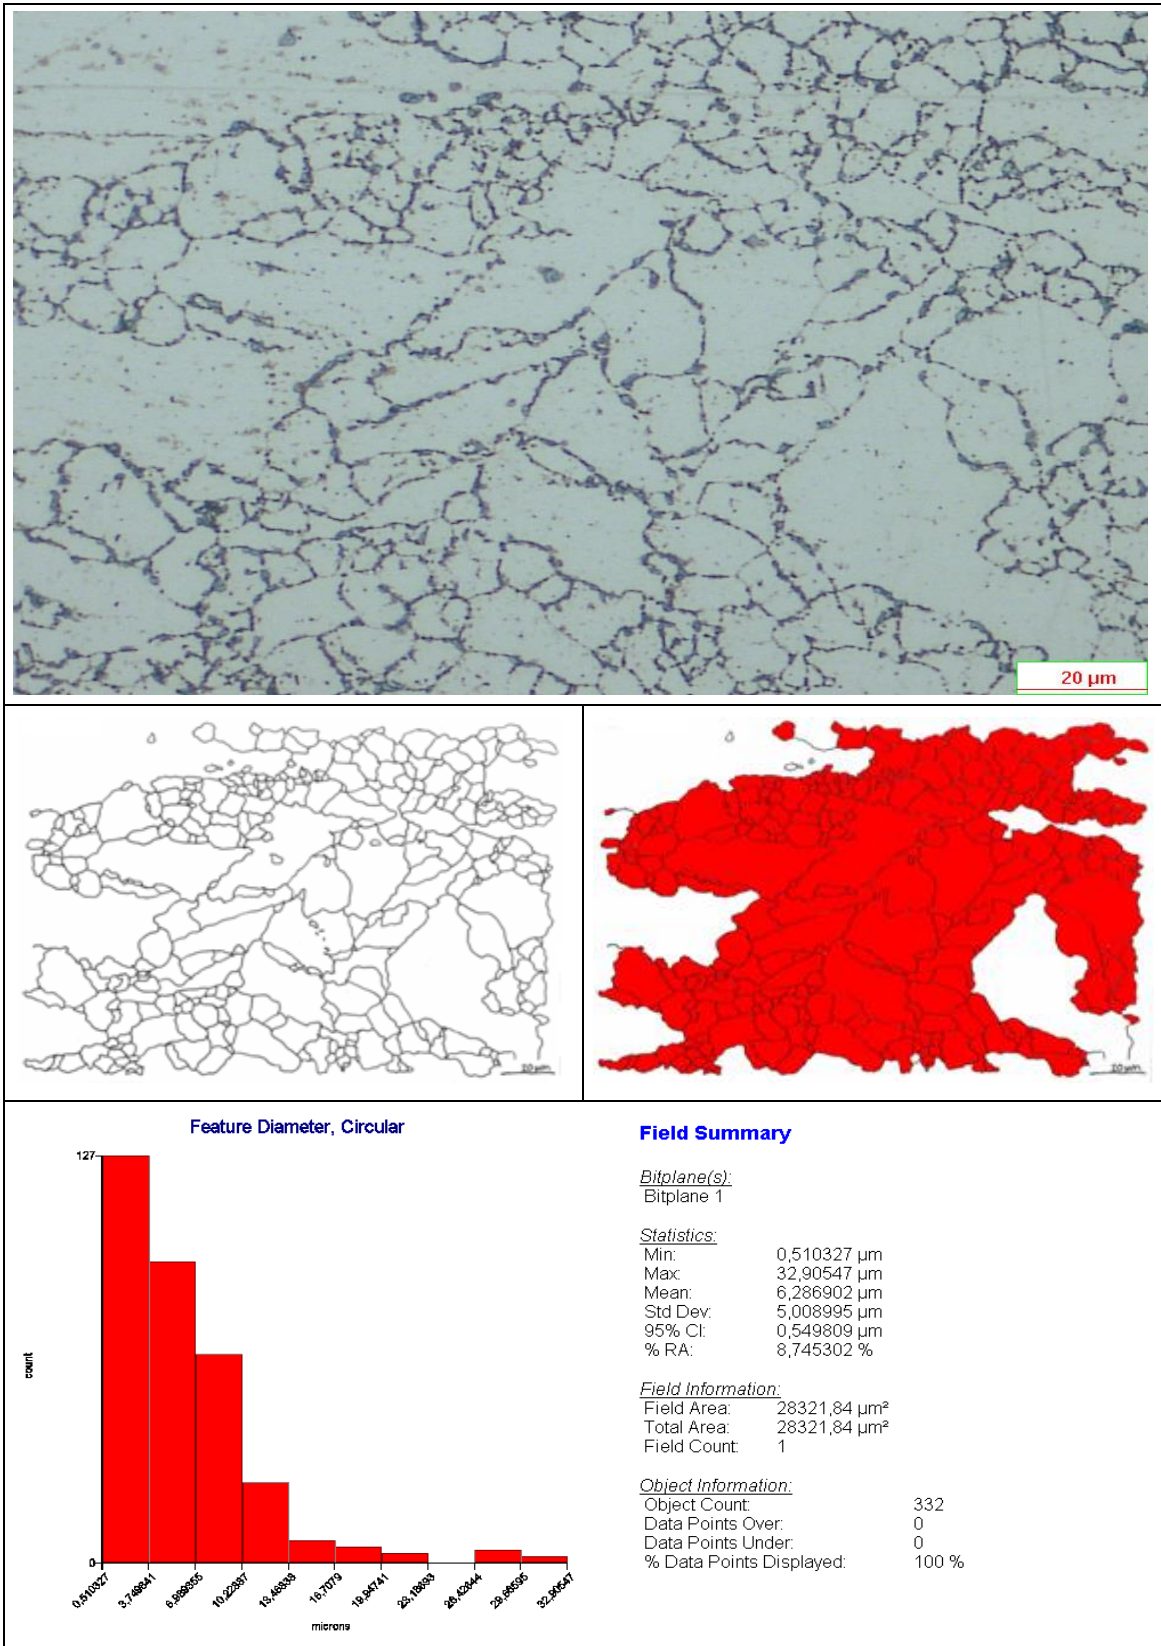 20 µm
20 µm
20 µm
Feature Diameter, Circular
127
0
count
0,510327
3,749841
6,989355
10,22887
13,46838
16,7079
19,94741
23,18693
26,42644
29,66595
32,90547
microns
Field Summary
Bitplane(s):
Bitplane 1
Statistics:
Min: 0,510327 µm
Max: 32,90547 µm
Mean: 6,286902 µm
Std Dev: 5,008995 µm
95% CI: 0,549809 µm
% RA: 8,745302 %
Field Information:
Field Area: 28321,84 µm²
Total Area: 28321,84 µm²
Field Count: 1
Object Information:
Object Count: 332
Data Points Over: 0
Data Points Under: 0
% Data Points Displayed: 100 %